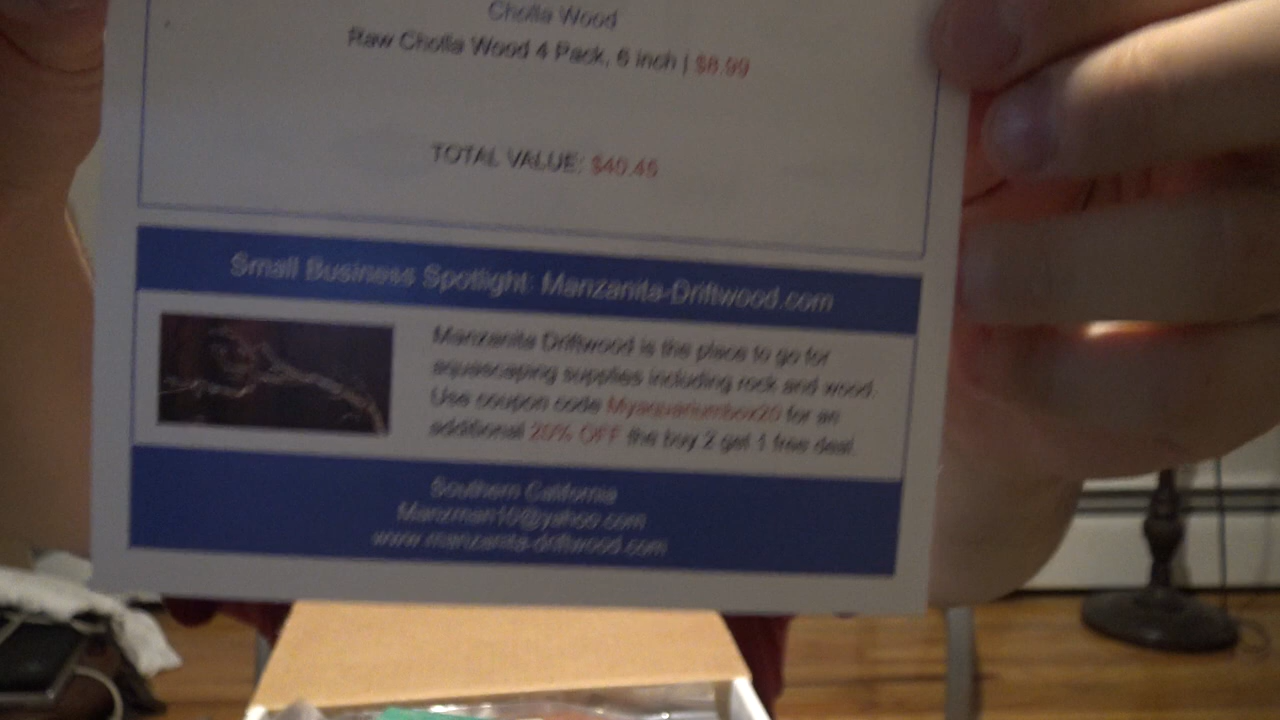 Cholla Wood
Raw Cholla Wood 4 Pack, 6 inch | $8.99
TOTAL VALUE: $40.45
Small Business Spotlight: Manzanita-Driftwood.com
Manzanita Driftwood is the place to go for
aquascaping supplies including rock and wood.
Use coupon code Myaquariumbox20 for an
additional 20% OFF the buy 2 get 1 free deal.
Southern California
Manzman10@yahoo.com
www.manzanita-driftwood.com